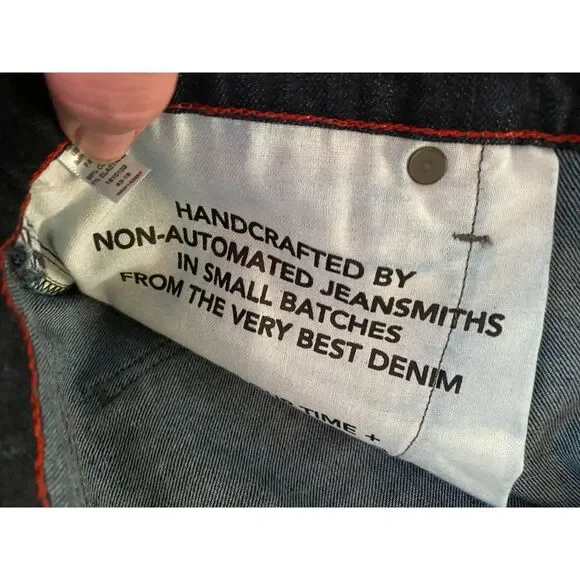 HANDCRAFTED BY
NON-AUTOMATED JEANSMITHS
IN SMALL BATCHES
FROM THE VERY BEST DENIM
TIME +